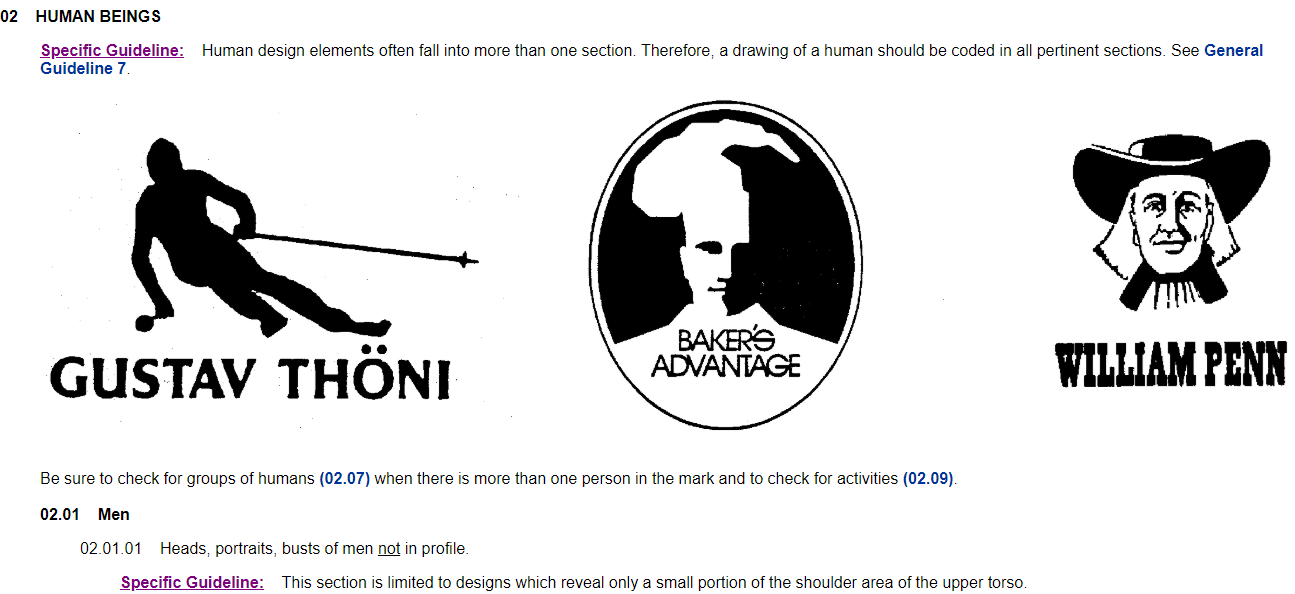 02 HUMAN BEINGS
Specific Guideline: Human design elements often fall into more than one section. Therefore, a drawing of a human should be coded in all pertinent sections. See General
Guideline 7.
GUSTAV THÖNI
BAKER'S
ADVANTAGE
WILLIAM PENN
Be sure to check for groups of humans (02.07) when there is more than one person in the mark and to check for activities (02.09).
02.01 Men
02.01.01 Heads, portraits, busts of men not in profile.
Specific Guideline: This section is limited to designs which reveal only a small portion of the shoulder area of the upper torso.